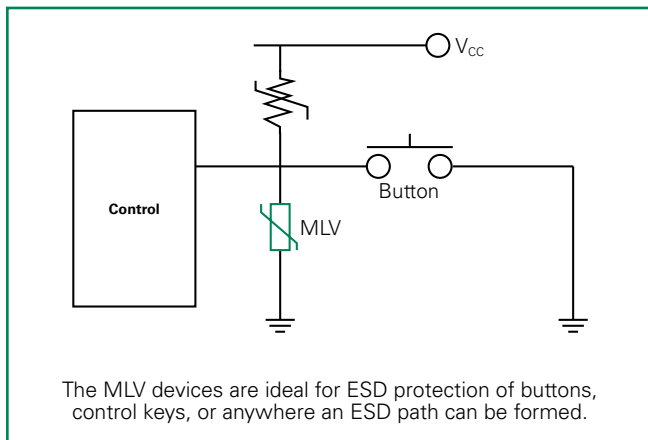 V_CC
Control
Button
MLV
The MLV devices are ideal for ESD protection of buttons,
control keys, or anywhere an ESD path can be formed.